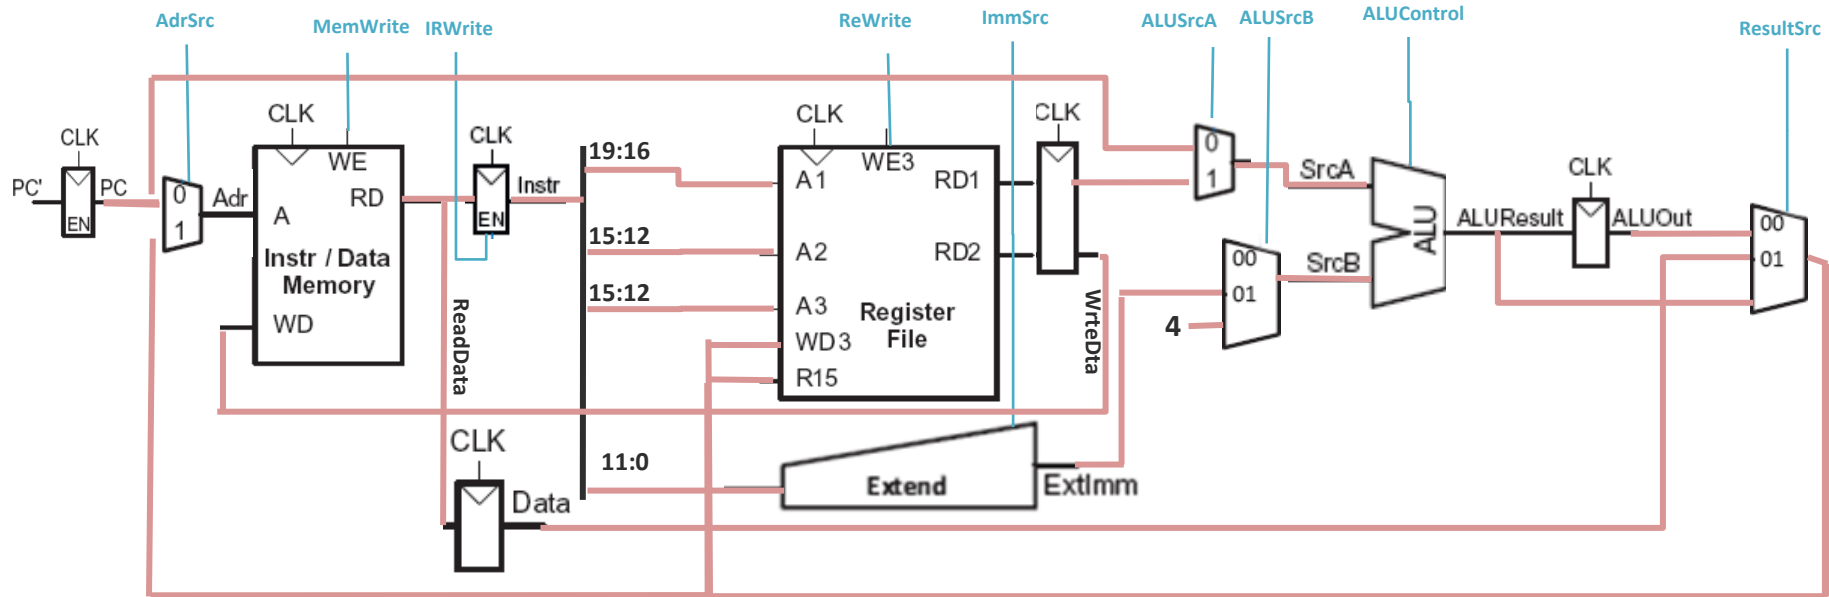 AdrSrc
MemWrite
IRWrite
ReWrite
ImmSrc
ALUSrcA
ALUSrcB
ALUControl
ResultSrc
CLK
PC'
EN
PC
0
1
Adr
CLK
WE
RD
A
Instr / Data
Memory
WD
CLK
EN
Instr
ReadData
CLK
Data
19:16
15:12
15:12
11:0
CLK
WE3
A1
RD1
A2
RD2
A3
Register
File
WD3
R15
CLK
WrteDta
Extend
ExtImm
0
1
SrcA
00
01
4
SrcB
ALU
ALUResult
CLK
ALUOut
00
01